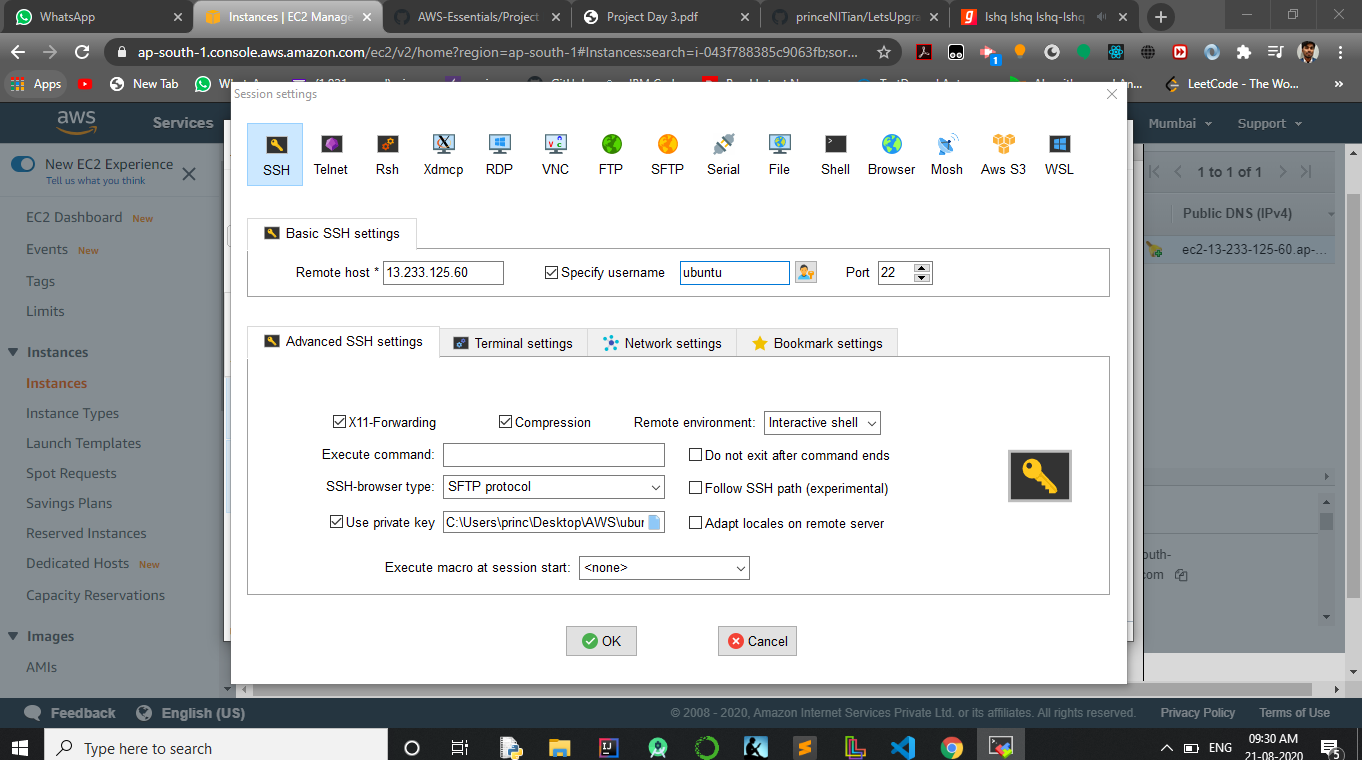 WhatsApp
Instances | EC2 Manage
AWS-Essentials/Project
Project Day 3.pdf
princeNITian/LetsUpgra
Ishq Ishq Ishq-Ishq
ap-south-1.console.aws.amazon.com/ec2/v2/home?region=ap-south-1#Instances:search=i-043f788385c9063fb;sor...
1
Apps
New Tab
LeetCode - The Wo...
»
Session settings
aws
Services
Mumbai
Support
SSH
Telnet
Rsh
Xdmcp
RDP
VNC
FTP
SFTP
Serial
File
Shell
Browser
Mosh
Aws S3
WSL
New EC2 Experience
Tell us what you think
1 to 1 of 1
Public DNS (IPv4)
ec2-13-233-125-60.ap-...
EC2 Dashboard New
Events New
Tags
Limits
Instances
Instances
Instance Types
Launch Templates
Spot Requests
Savings Plans
Reserved Instances
Dedicated Hosts New
Capacity Reservations
Images
AMIs
Basic SSH settings
Remote host * 13.233.125.60 Specify username ubuntu Port 22
Advanced SSH settings
Terminal settings
Network settings
Bookmark settings
X11-Forwarding Compression Remote environment: Interactive shell
Execute command: Do not exit after command ends
SSH-browser type: SFTP protocol Follow SSH path (experimental)
Use private key C:\Users\princ\Desktop\AWS\ubun Adapt locales on remote server
Execute macro at session start: <none>
OK
Cancel
outh-
com
Feedback
English (US)
© 2008 - 2020, Amazon Internet Services Private Ltd. or its affiliates. All rights reserved.
Privacy Policy
Terms of Use
Type here to search
ENG
09:30 AM
21-08-2020
5